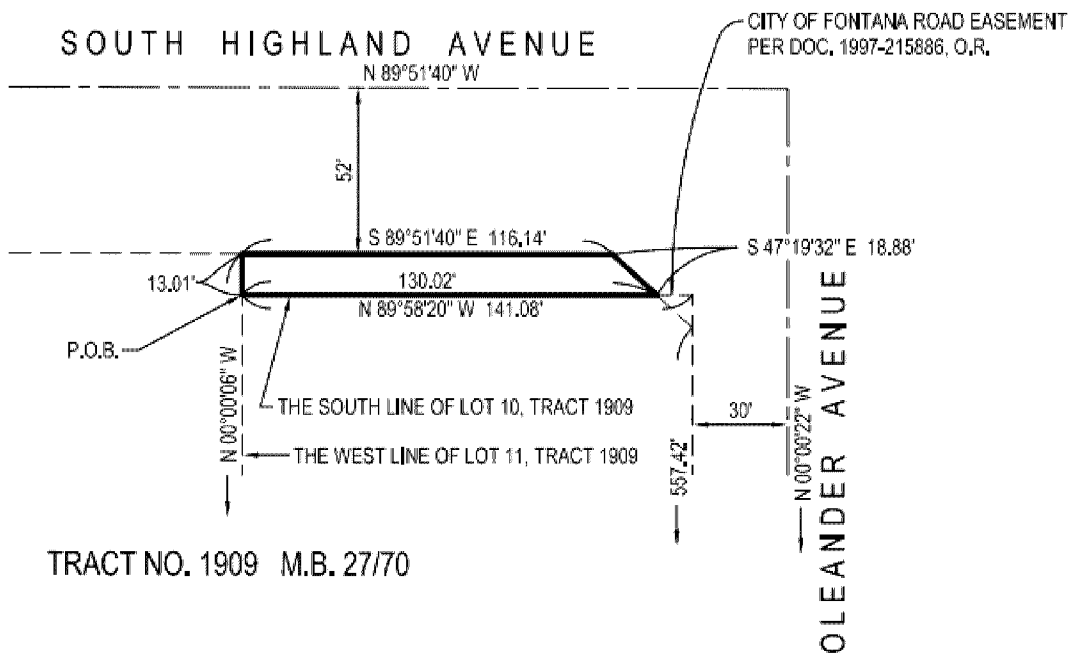 CITY OF FONTANA ROAD EASEMENT
PER DOC. 1997-215886, O.R.
SOUTH HIGHLAND AVENUE
N 89°51'40" W
52'
S 89°51'40" E 116.14'
S 47°19'32" E 18.88'
13.01'
130.02'
N 89°58'20" W 141.08'
P.O.B.
N 00°00'06" W
THE SOUTH LINE OF LOT 10, TRACT 1909
THE WEST LINE OF LOT 11, TRACT 1909
30'
557.42'
N 00°00'22" W
OLEANDER AVENUE
TRACT NO. 1909 M.B. 27/70